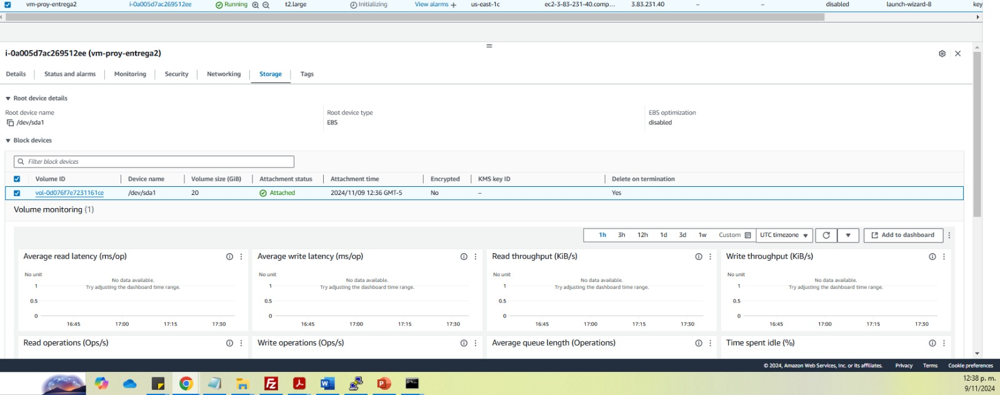 vm-proy-entrega2 i-0a005d7ac269512ee Running t2.large Initializing View alarms + us-east-1c ec2-3-83-231-40.comp... 3.83.231.40 – – disabled launch-wizard-8 key
i-0a005d7ac269512ee (vm-proy-entrega2)
Details Status and alarms Monitoring Security Networking Storage Tags
Root device details
Root device name Root device type EBS optimization
/dev/sda1 EBS disabled
Block devices
Filter block devices
Volume ID Device name Volume size (GiB) Attachment status Attachment time Encrypted KMS key ID Delete on termination
vol-0d076f7e7231161ce /dev/sda1 20 Attached 2024/11/09 12:36 GMT-5 No – Yes
Volume monitoring (1)
1h 3h 12h 1d 3d 1w Custom UTC timezone Add to dashboard
Average read latency (ms/op) Average write latency (ms/op) Read throughput (KiB/s) Write throughput (KiB/s)
No unit No unit No unit No unit
No data available. No data available. No data available. No data available.
1 Try adjusting the dashboard time range. 1 Try adjusting the dashboard time range. 1 Try adjusting the dashboard time range. 1 Try adjusting the dashboard time range.
0.5 0.5 0.5 0.5
0 0 0 0
16:45 17:00 17:15 17:30 16:45 17:00 17:15 17:30 16:45 17:00 17:15 17:30 16:45 17:00 17:15 17:30
Read operations (Ops/s) Write operations (Ops/s) Average queue length (Operations) Time spent idle (%)
© 2024, Amazon Web Services, Inc. or its affiliates. Privacy Terms Cookie preferences
12:38 p. m.
9/11/2024